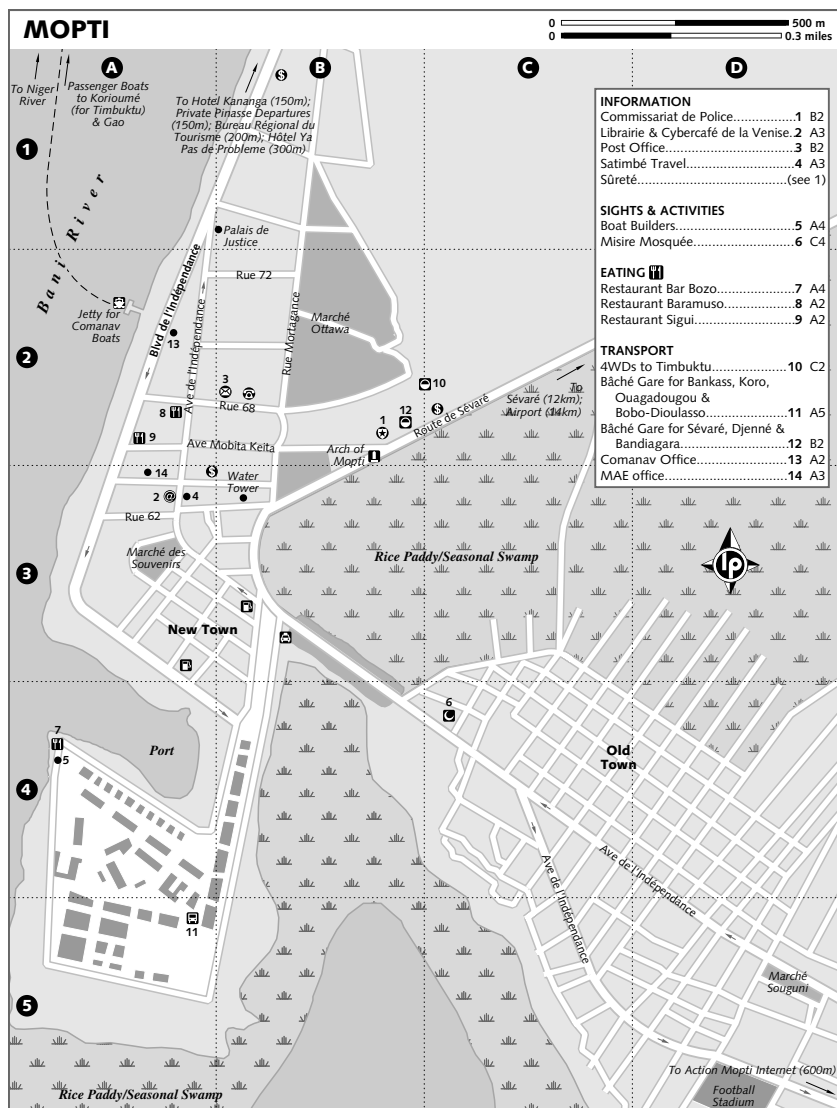 MOPTI
0 500 m
0 0.3 miles
A
B
C
D
1
2
3
4
5
To Niger
River
Passenger Boats
to Korioumé
(for Timbuktu)
& Gao
To Hotel Kananga (150m);
Private Pinasse Departures
(150m); Bureau Régional du
Tourisme (200m); Hôtel Ya
Pas de Probleme (300m)
$
INFORMATION
Commissariat de Police..............1 B2
Librairie & Cybercafé de la Venise.2 A3
Post Office..............3 B2
Satimbé Travel..............4 A3
Sûreté..............(see 1)
SIGHTS & ACTIVITIES
Boat Builders..............5 A4
Misire Mosquée..............6 C4
EATING
Restaurant Bar Bozo..............7 A4
Restaurant Baramuso..............8 A2
Restaurant Sigui..............9 A2
TRANSPORT
4WDs to Timbuktu..............10 C2
Bâché Gare for Bankass, Koro,
Ouagadougou &
Bobo-Dioulasso..............11 A5
Bâché Gare for Sévaré, Djenné &
Bandiagara..............12 B2
Comanav Office..............13 A2
MAE office..............14 A3
Bani River
Palais de
Justice
Rue 72
Blvd de l'Indépendance
Ave de l'Indépendance
Rue Mortagance
Marché
Ottawa
Jetty for
Comanav
Boats
13
3
8
Rue 68
9
Ave Mobita Keita
10
12
1
$
Route de Sévaré
To
Sévaré (12km);
Airport (14km)
Arch of
Mopti
14
$
Water
Tower
2 @
4
Rue 62
Marché des
Souvenirs
Rice Paddy/Seasonal Swamp
lp
New Town
6
7
5
Port
Old
Town
Ave de l'Indépendance
Ave de l'Indépendance
11
Marché
Souguni
To Action Mopti Internet (600m)
Football
Stadium
Rice Paddy/Seasonal Swamp